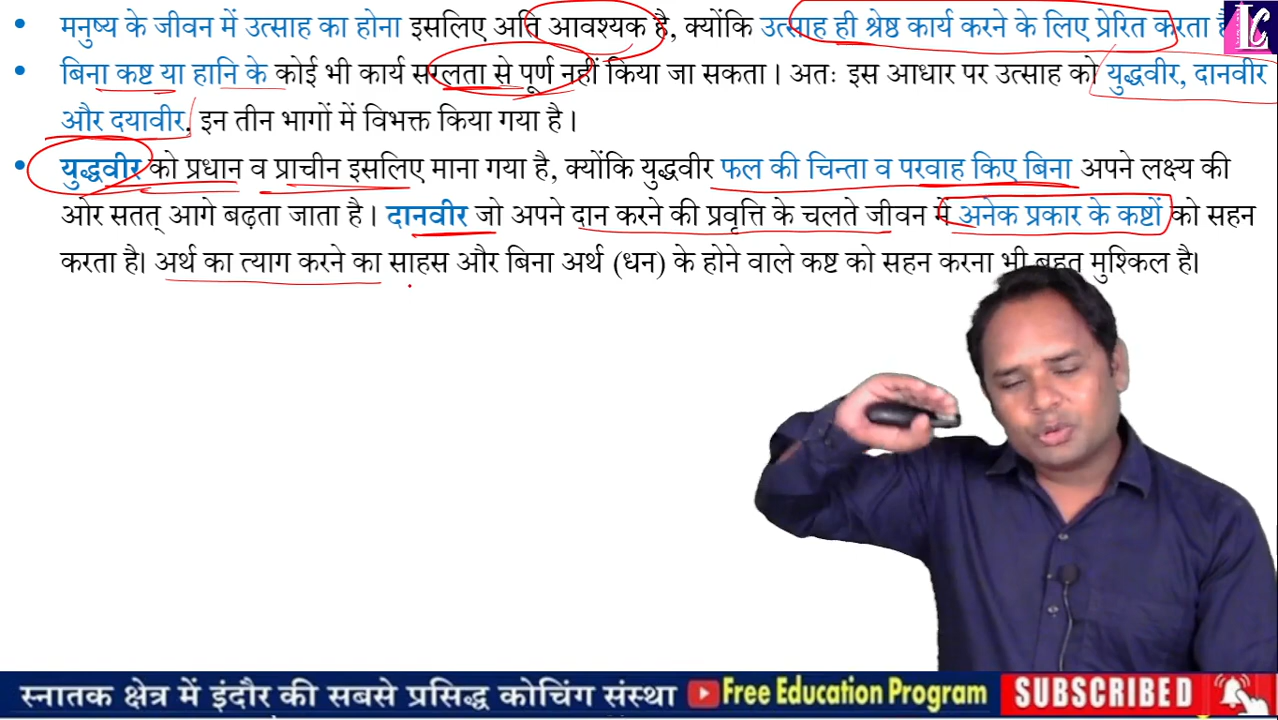 मनुष्य के जीवन में उत्साह का होना इसलिए अति आवश्यक है, क्योंकि उत्साह ही श्रेष्ठ कार्य करने के लिए प्रेरित करता है
बिना कष्ट या हानि के कोई भी कार्य सरलता से पूर्ण नहीं किया जा सकता। अतः इस आधार पर उत्साह को युद्धवीर, दानवीर
और दयावीर, इन तीन भागों में विभक्त किया गया है।
युद्धवीर को प्रधान व प्राचीन इसलिए माना गया है, क्योंकि युद्धवीर फल की चिन्ता व परवाह किए बिना अपने लक्ष्य की
ओर सतत् आगे बढ़ता जाता है। दानवीर जो अपने दान करने की प्रवृत्ति के चलते जीवन में अनेक प्रकार के कष्टों को सहन
करता है। अर्थ का त्याग करने का साहस और बिना अर्थ (धन) के होने वाले कष्ट को सहन करना भी बहुत मुश्किल है।
स्नातक क्षेत्र में इंदौर की सबसे प्रसिद्ध कोचिंग संस्था Free Education Program SUBSCRIBED